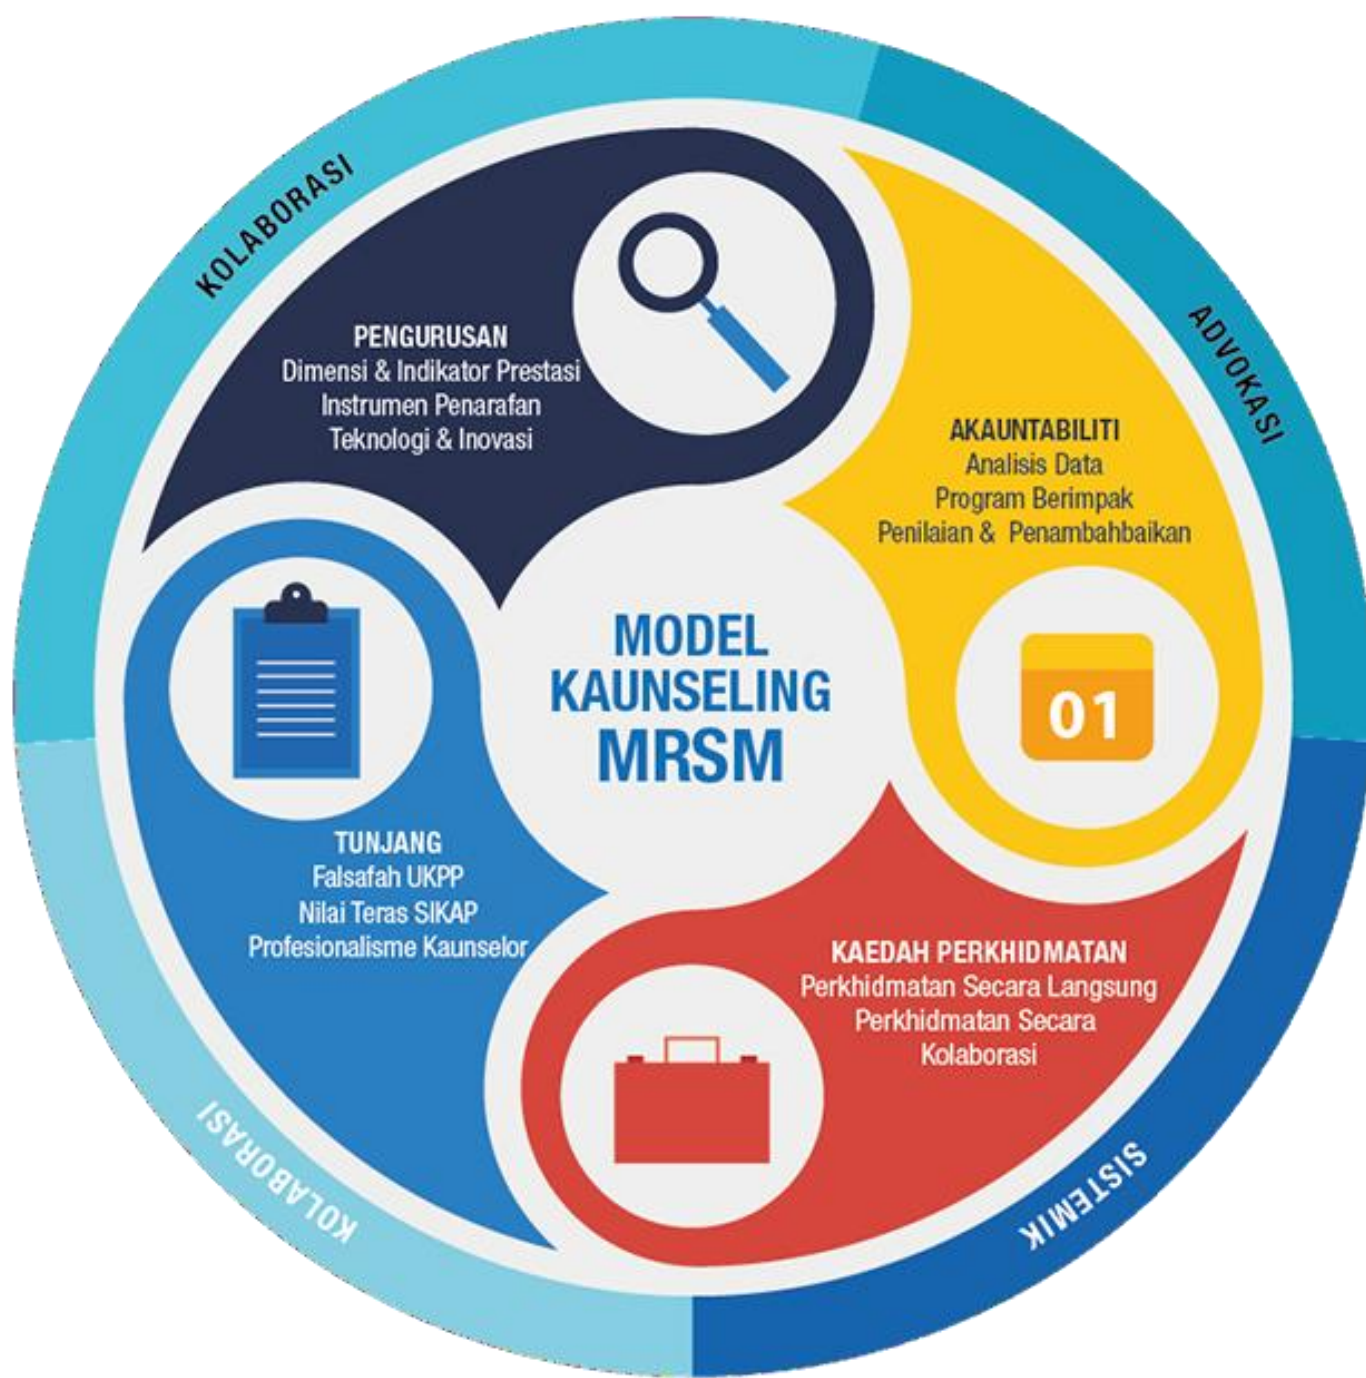 KOLABORASI
ADVOKASI
PENGURUSAN
Dimensi & Indikator Prestasi
Instrumen Penarafan
Teknologi & Inovasi
AKAUNTABILITI
Analisis Data
Program Berimpak
Penilaian & Penambahbaikan
01
MODEL
KAUNSELING
MRSM
TUNJANG
Falsafah UKPP
Nilai Teras SIKAP
Profesionalisme Kaunselor
KAEDAH PERKHIDMATAN
Perkhidmatan Secara Langsung
Perkhidmatan Secara
Kolaborasi
KOLABORASI
SISTEMIK